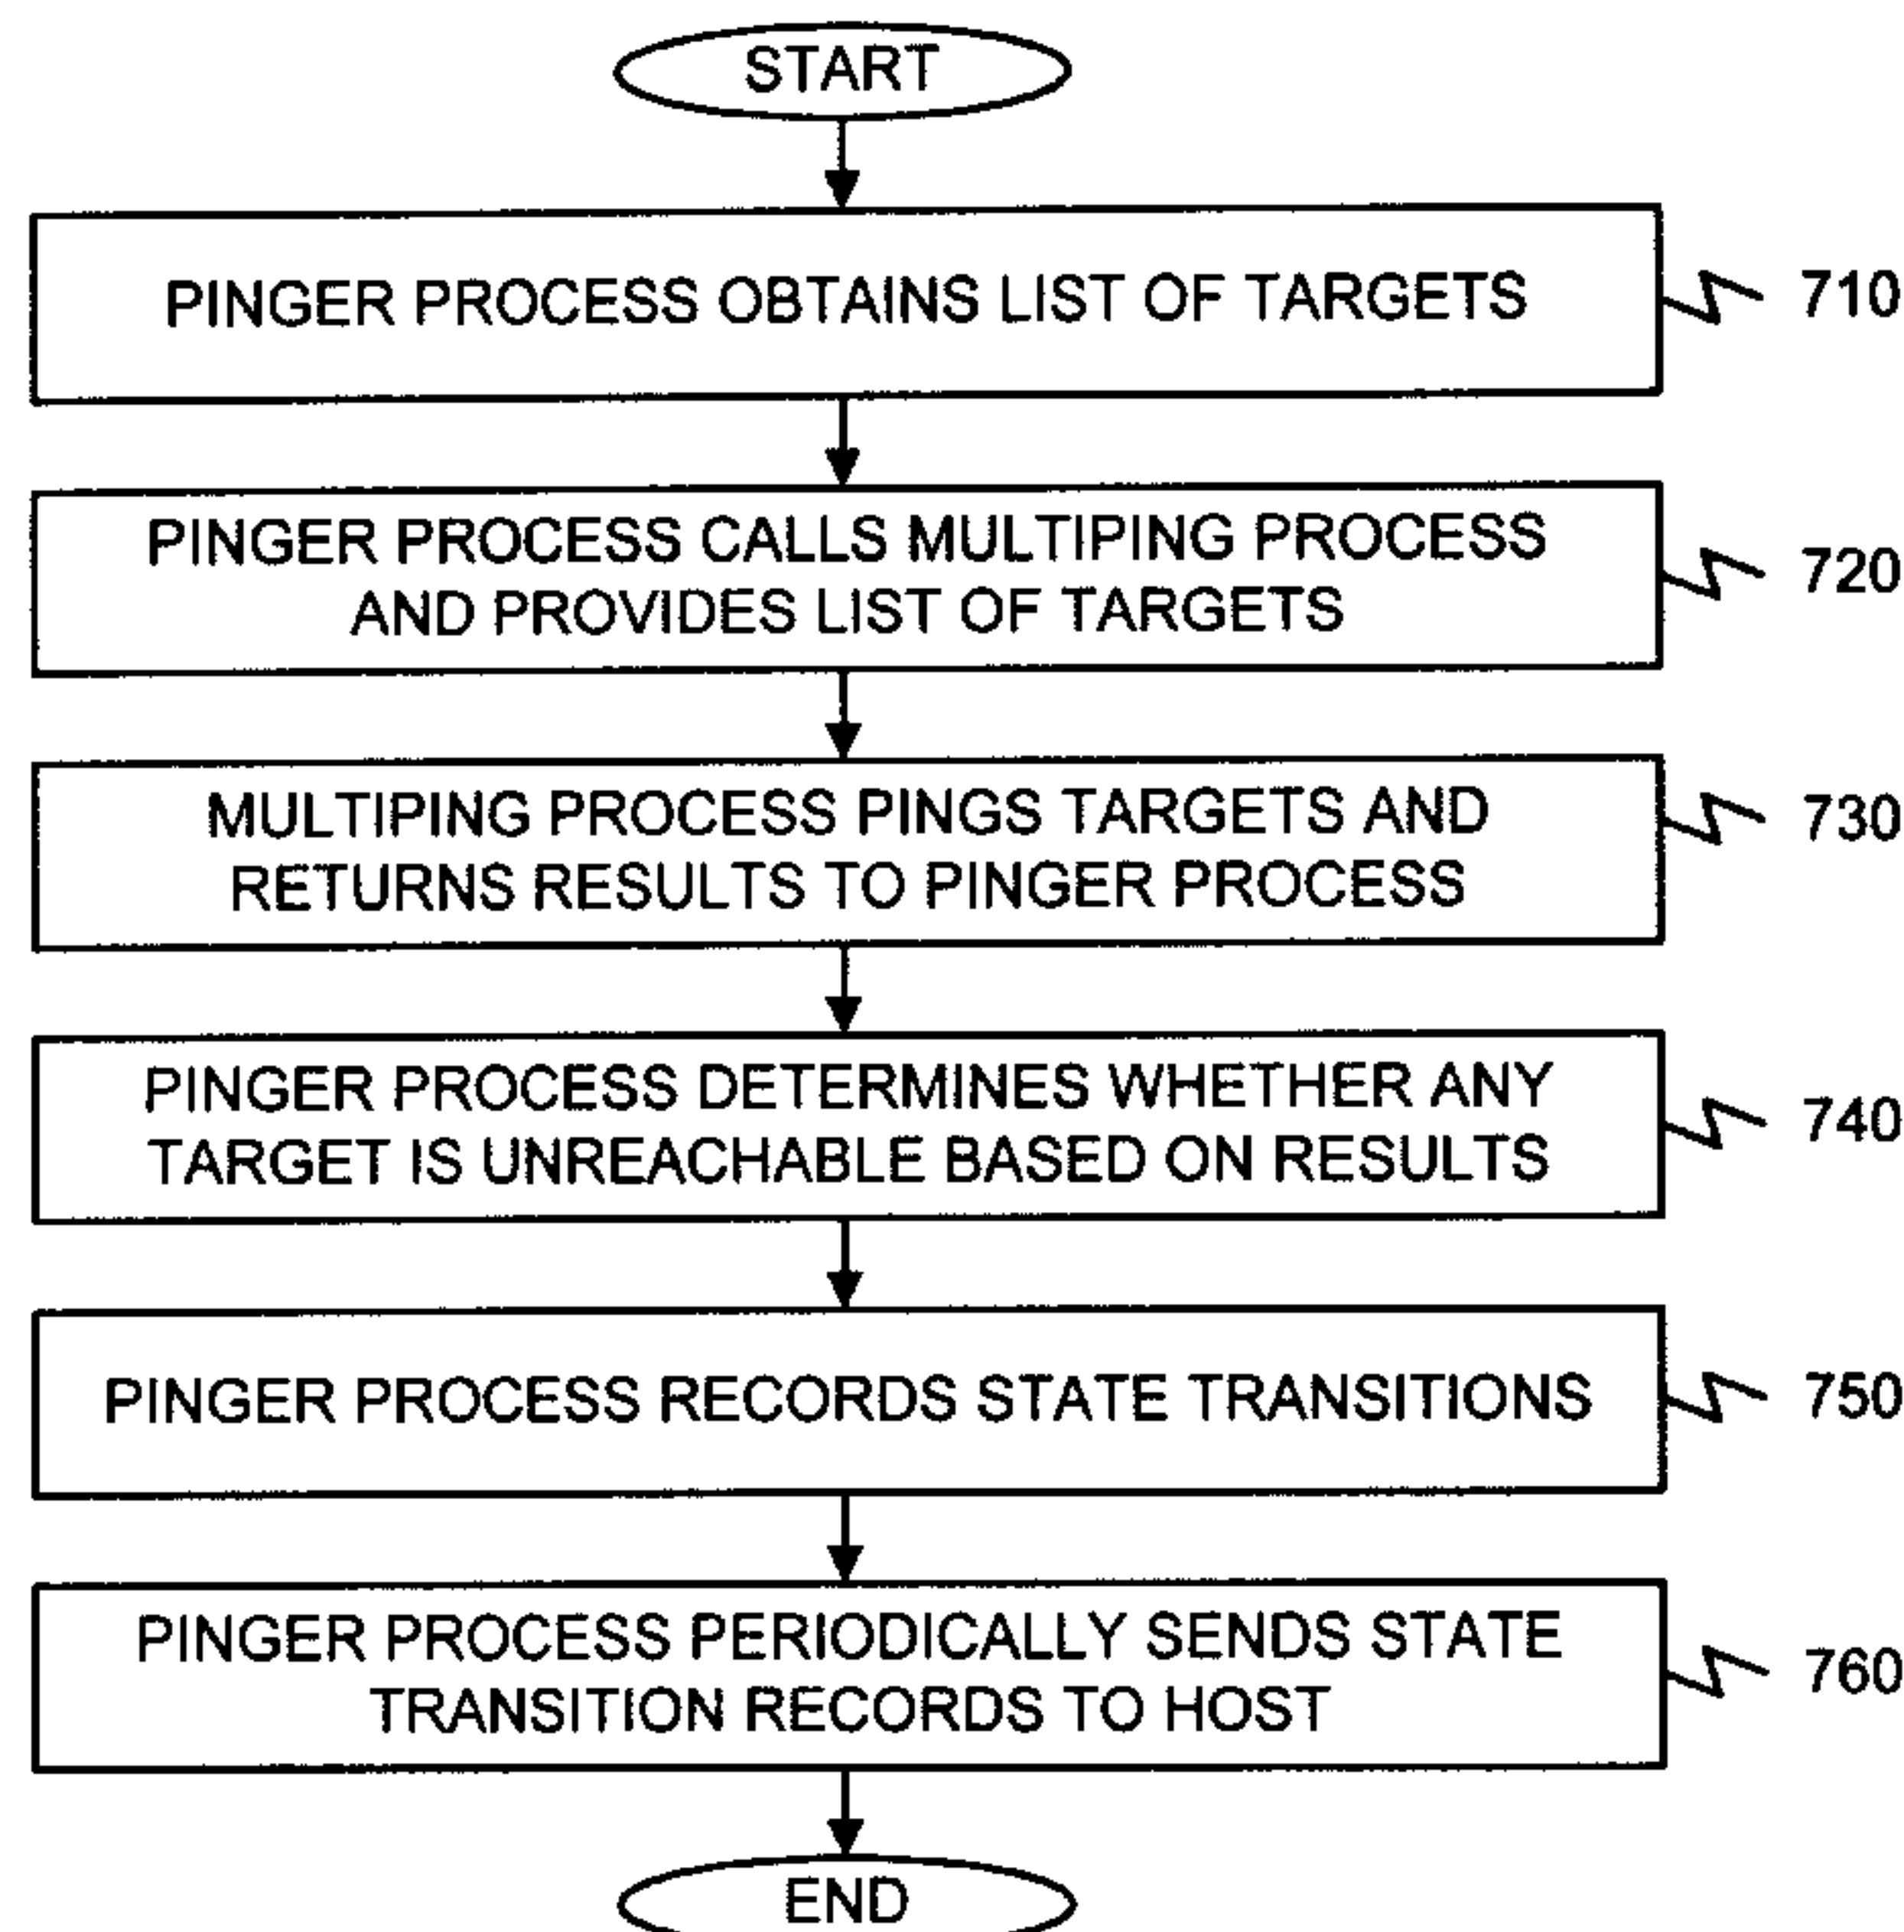 START
PINGER PROCESS OBTAINS LIST OF TARGETS
710
PINGER PROCESS CALLS MULTIPING PROCESS
AND PROVIDES LIST OF TARGETS
720
MULTIPING PROCESS PINGS TARGETS AND
RETURNS RESULTS TO PINGER PROCESS
730
PINGER PROCESS DETERMINES WHETHER ANY
TARGET IS UNREACHABLE BASED ON RESULTS
740
PINGER PROCESS RECORDS STATE TRANSITIONS
750
PINGER PROCESS PERIODICALLY SENDS STATE
TRANSITION RECORDS TO HOST
760
END